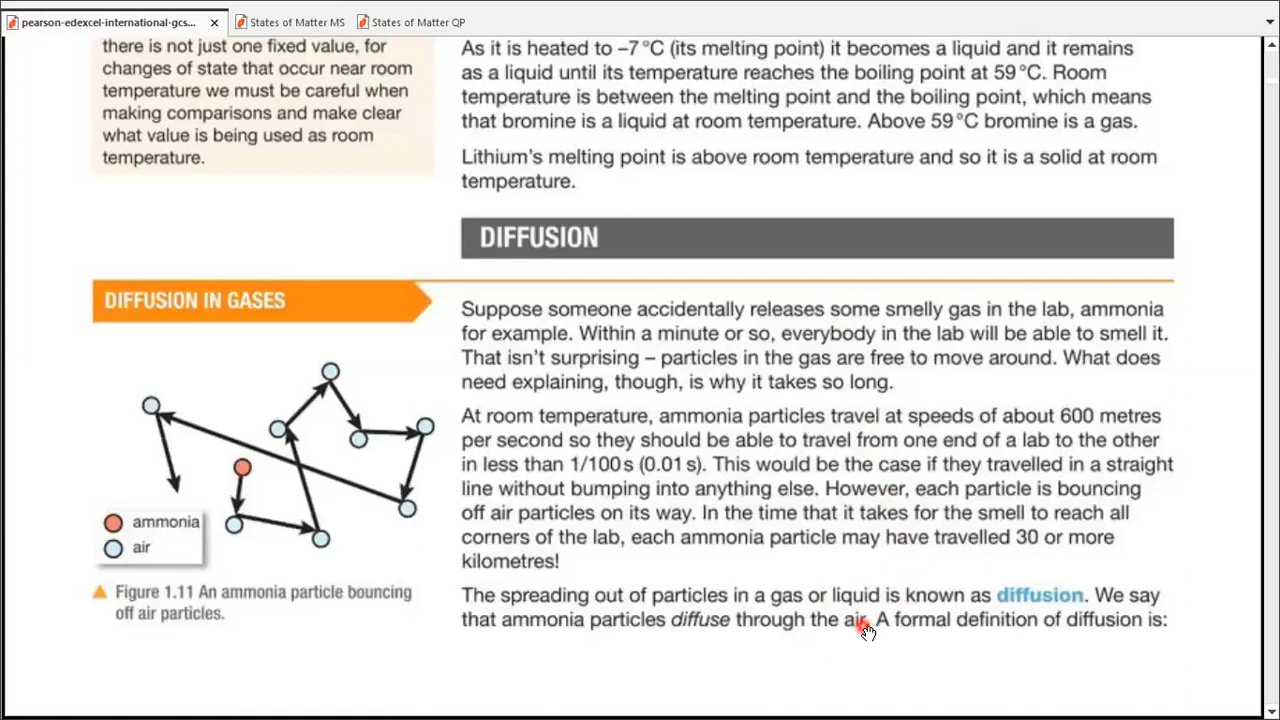 pearson-edexcel-international-gcs...
States of Matter MS
States of Matter QP
there is not just one fixed value, for
changes of state that occur near room
temperature we must be careful when
making comparisons and make clear
what value is being used as room
temperature.
As it is heated to –7 °C (its melting point) it becomes a liquid and it remains
as a liquid until its temperature reaches the boiling point at 59 °C. Room
temperature is between the melting point and the boiling point, which means
that bromine is a liquid at room temperature. Above 59 °C bromine is a gas.
Lithium's melting point is above room temperature and so it is a solid at room
temperature.
DIFFUSION
DIFFUSION IN GASES
ammonia
air
Figure 1.11 An ammonia particle bouncing
off air particles.
Suppose someone accidentally releases some smelly gas in the lab, ammonia
for example. Within a minute or so, everybody in the lab will be able to smell it.
That isn't surprising – particles in the gas are free to move around. What does
need explaining, though, is why it takes so long.
At room temperature, ammonia particles travel at speeds of about 600 metres
per second so they should be able to travel from one end of a lab to the other
in less than 1/100 s (0.01 s). This would be the case if they travelled in a straight
line without bumping into anything else. However, each particle is bouncing
off air particles on its way. In the time that it takes for the smell to reach all
corners of the lab, each ammonia particle may have travelled 30 or more
kilometres!
The spreading out of particles in a gas or liquid is known as diffusion. We say
that ammonia particles diffuse through the air. A formal definition of diffusion is: